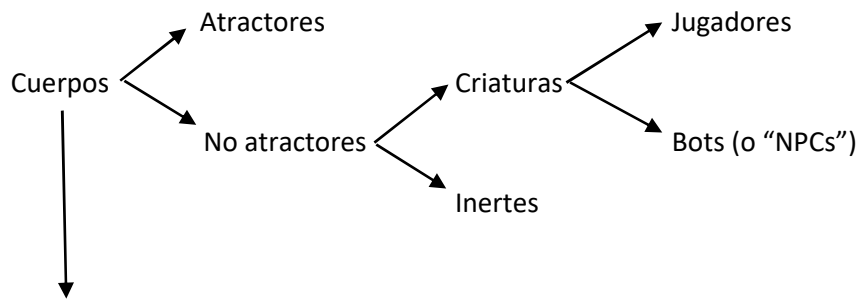 Atractores
Jugadores
Cuerpos
Criaturas
No atractores
Bots (o “NPCs”)
Inertes